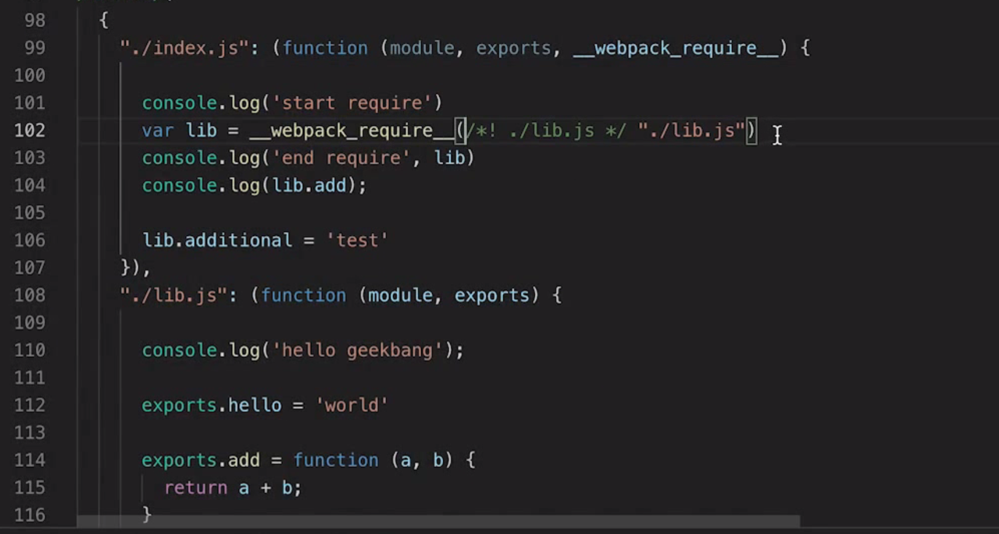 98 {
99 "./index.js": (function (module, exports, __webpack_require__) {
100
101 console.log('start require')
102 var lib = __webpack_require__(/*! ./lib.js */ "./lib.js")
103 console.log('end require', lib)
104 console.log(lib.add);
105
106 lib.additional = 'test'
107 }),
108 "./lib.js": (function (module, exports) {
109
110 console.log('hello geekbang');
111
112 exports.hello = 'world'
113
114 exports.add = function (a, b) {
115 return a + b;
116 }